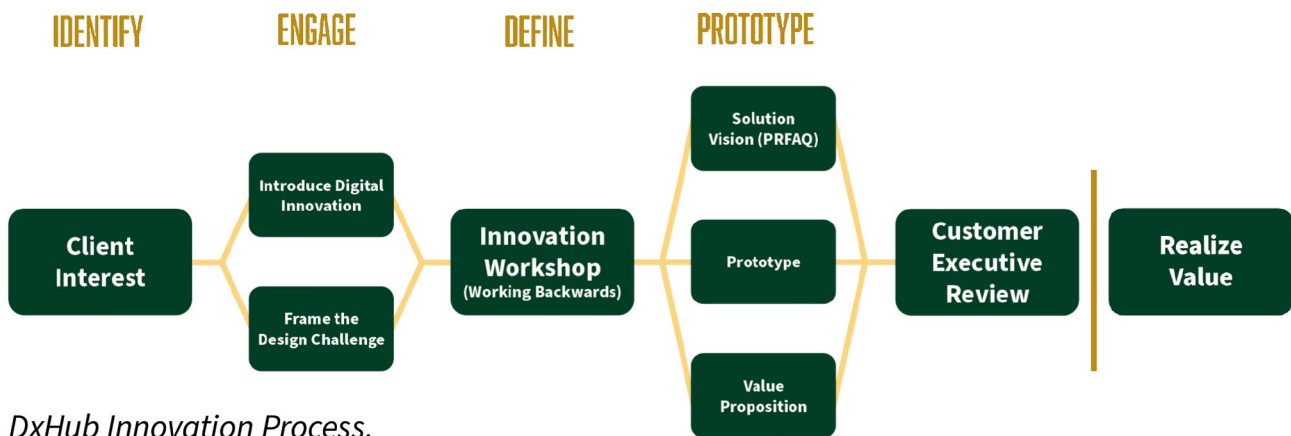 IDENTIFY
ENGAGE
DEFINE
PROTOTYPE
Client
Interest
Introduce Digital
Innovation
Frame the
Design Challenge
Innovation
Workshop
(Working Backwards)
Solution
Vision (PRFAQ)
Prototype
Value
Proposition
Customer
Executive
Review
Realize
Value
DxHub Innovation Process.